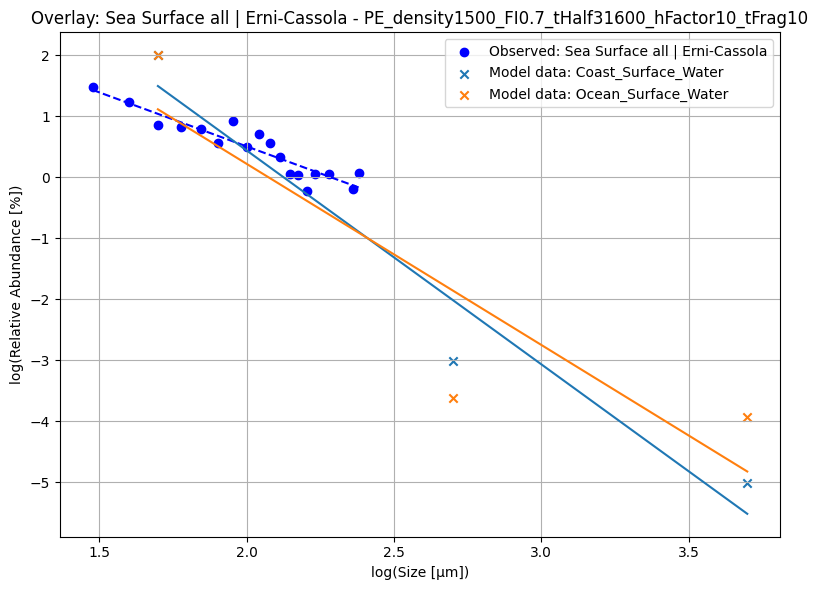 Overlay: Sea Surface all | Erni-Cassola - PE_density1500_FI0.7_tHalf31600_hFactor10_tFrag10
Observed: Sea Surface all | Erni-Cassola
Model data: Coast_Surface_Water
Model data: Ocean_Surface_Water
log(Relative Abundance [%])
2
1
0
−1
−2
−3
−4
−5
1.5
2.0
2.5
3.0
3.5
log(Size [μm])